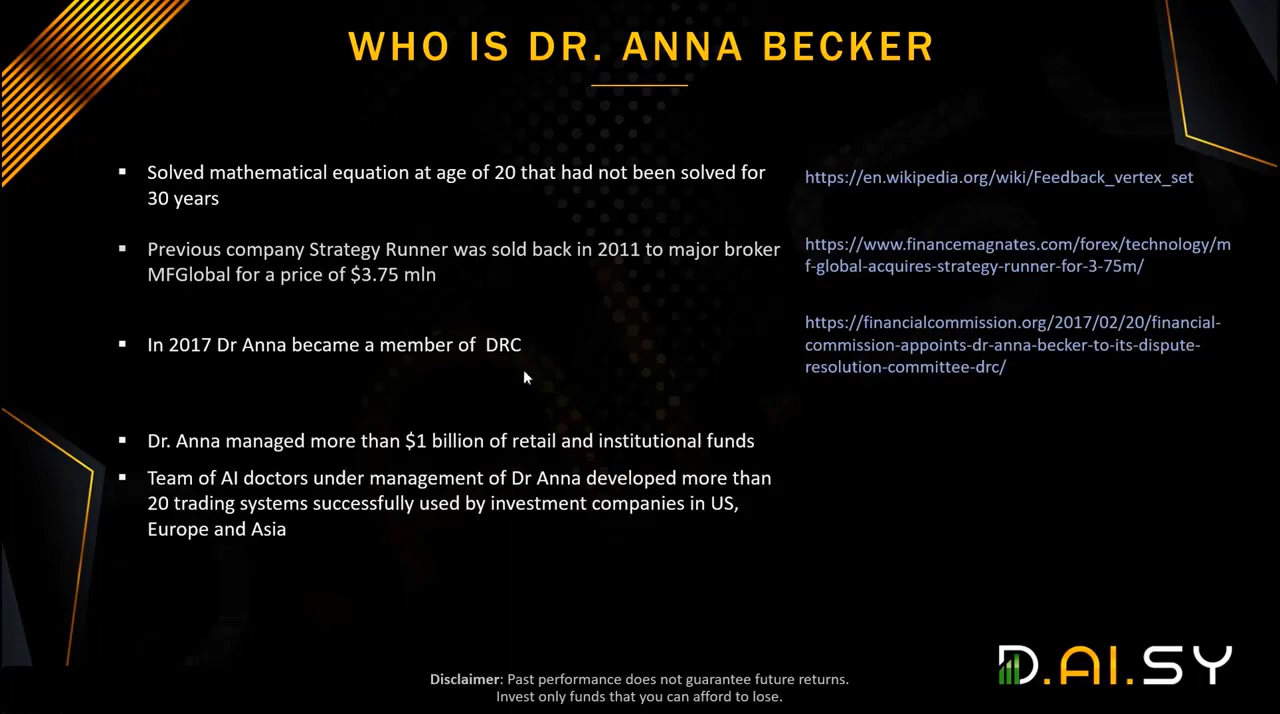 WHO IS DR. ANNA BECKER
▪ Solved mathematical equation at age of 20 that had not been solved for
30 years
https://en.wikipedia.org/wiki/Feedback_vertex_set
▪ Previous company Strategy Runner was sold back in 2011 to major broker
MFGlobal for a price of $3.75 mln
https://www.financemagnates.com/forex/technology/m
f-global-acquires-strategy-runner-for-3-75m/
▪ In 2017 Dr Anna became a member of  DRC
https://financialcommission.org/2017/02/20/financial-
commission-appoints-dr-anna-becker-to-its-dispute-
resolution-committee-drc/
▪ Dr. Anna managed more than $1 billion of retail and institutional funds
▪ Team of AI doctors under management of Dr Anna developed more than
20 trading systems successfully used by investment companies in US,
Europe and Asia
D.AI.SY
Disclaimer: Past performance does not guarantee future returns.
Invest only funds that you can afford to lose.